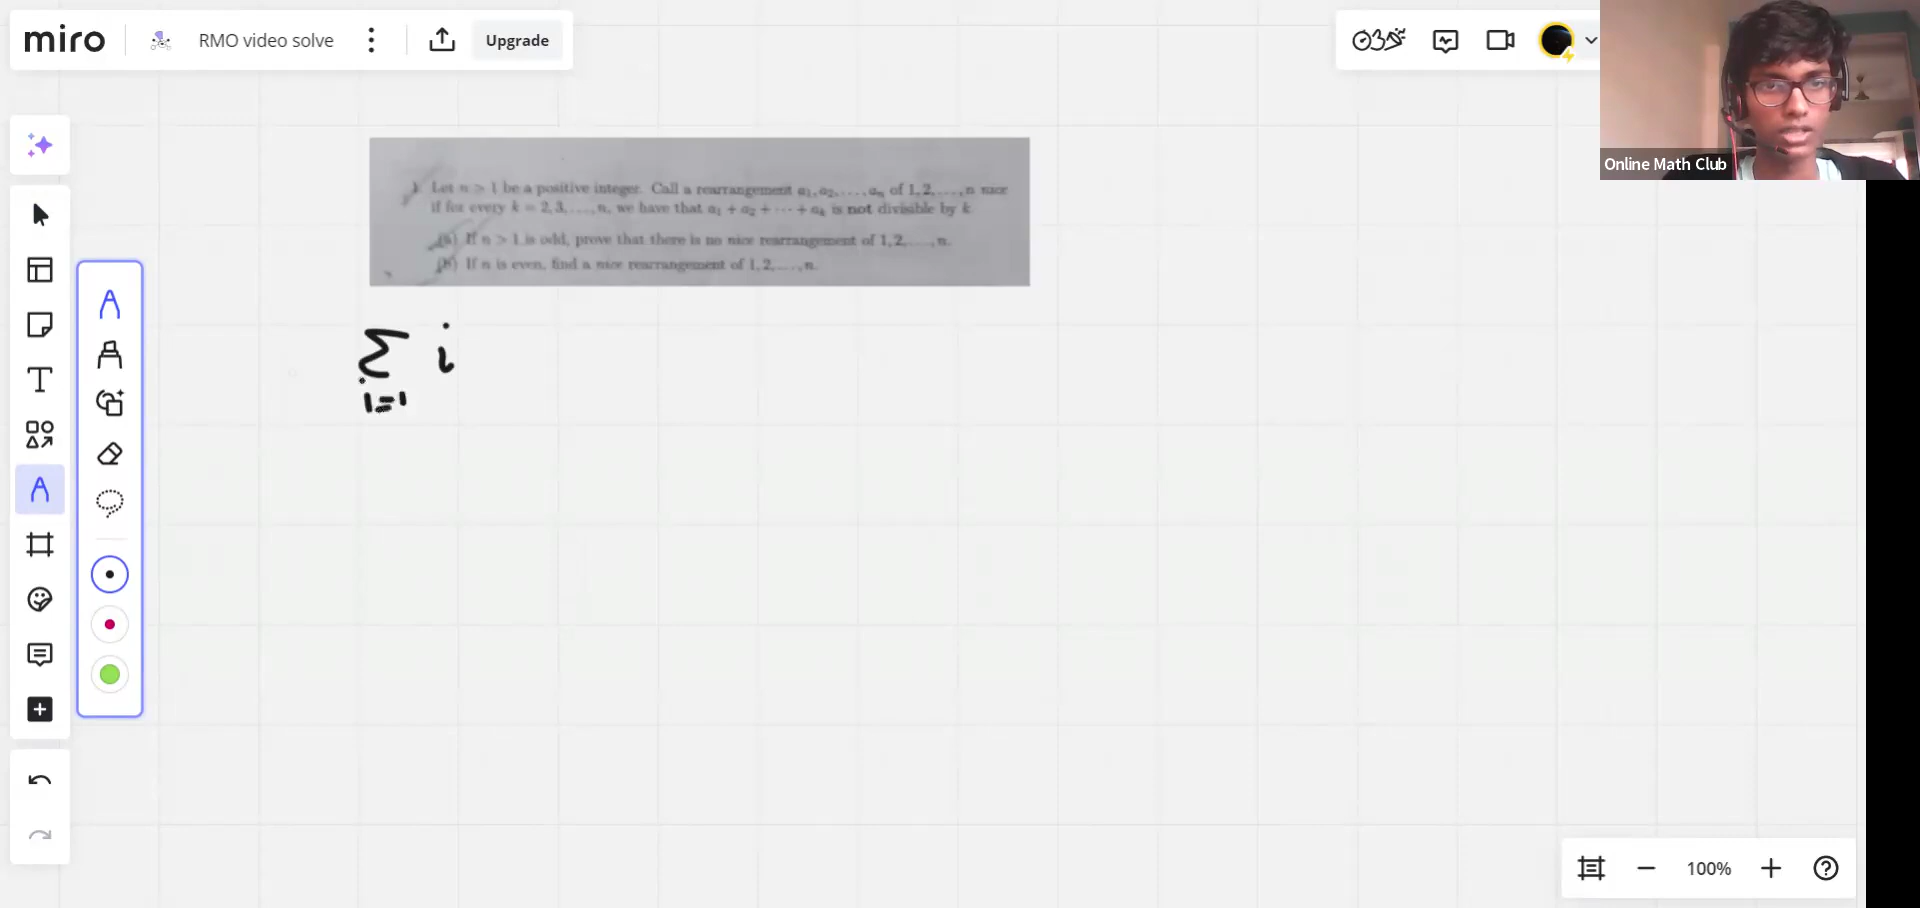 miro RMO video solve Upgrade
Online Math Club
1. Let n > 1 be a positive integer. Call a rearrangement a₁, a₂, . . . , aₙ of 1, 2, . . . , n nice
if for every k = 2, 3, . . . , n, we have that a₁ + a₂ + · · · + aₖ is not divisible by k.
(a) If n > 1 is odd, prove that there is no nice rearrangement of 1, 2, . . . , n.
(b) If n is even, find a nice rearrangement of 1, 2, . . . , n.
Σ i
i=1
100%